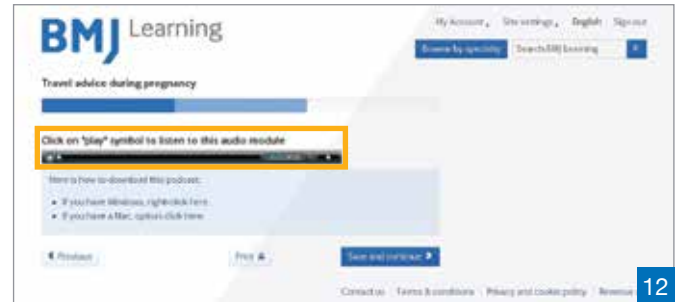 BMJ Learning
My Account Site settings English Sign out
Browse by specialty Search BMJ Learning
Travel advice during pregnancy
Click on "play" symbol to listen to this audio module
Here is how to download this podcast:
• If you have Windows, right-click here
• If you have a Mac, option-click here
Previous Print Save and continue
Contact us Terms & conditions Privacy and cookie policy
12